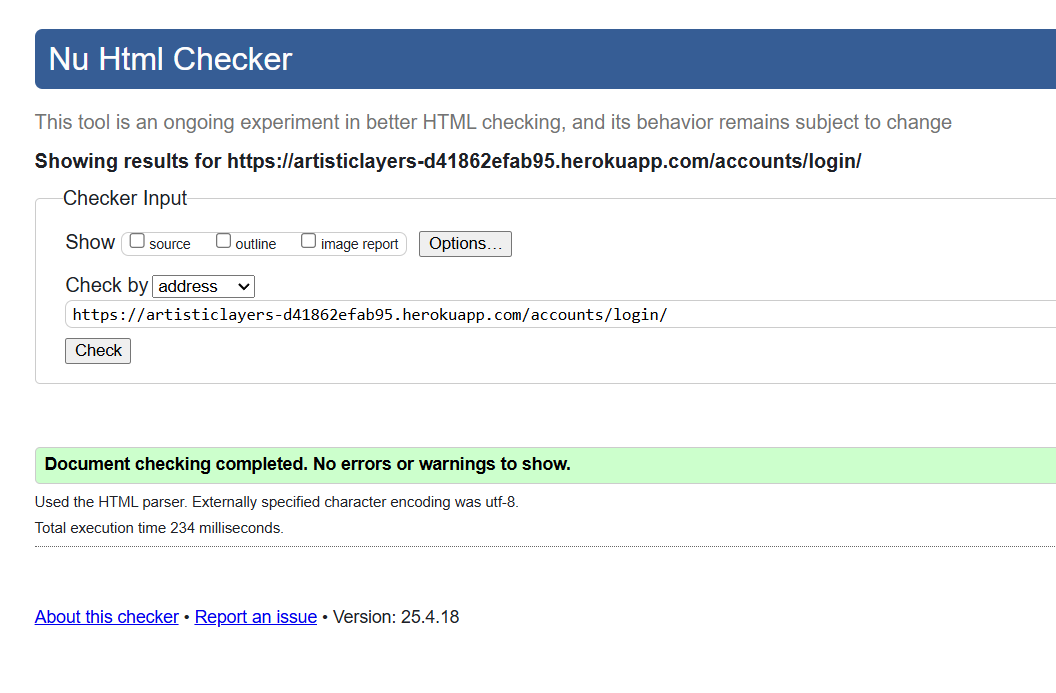 Nu Html Checker
This tool is an ongoing experiment in better HTML checking, and its behavior remains subject to change
Showing results for https://artisticlayers-d41862efab95.herokuapp.com/accounts/login/
Checker Input
Show source outline image report Options…
Check by address
https://artisticlayers-d41862efab95.herokuapp.com/accounts/login/
Check
Document checking completed. No errors or warnings to show.
Used the HTML parser. Externally specified character encoding was utf-8.
Total execution time 234 milliseconds.
About this checker • Report an issue • Version: 25.4.18